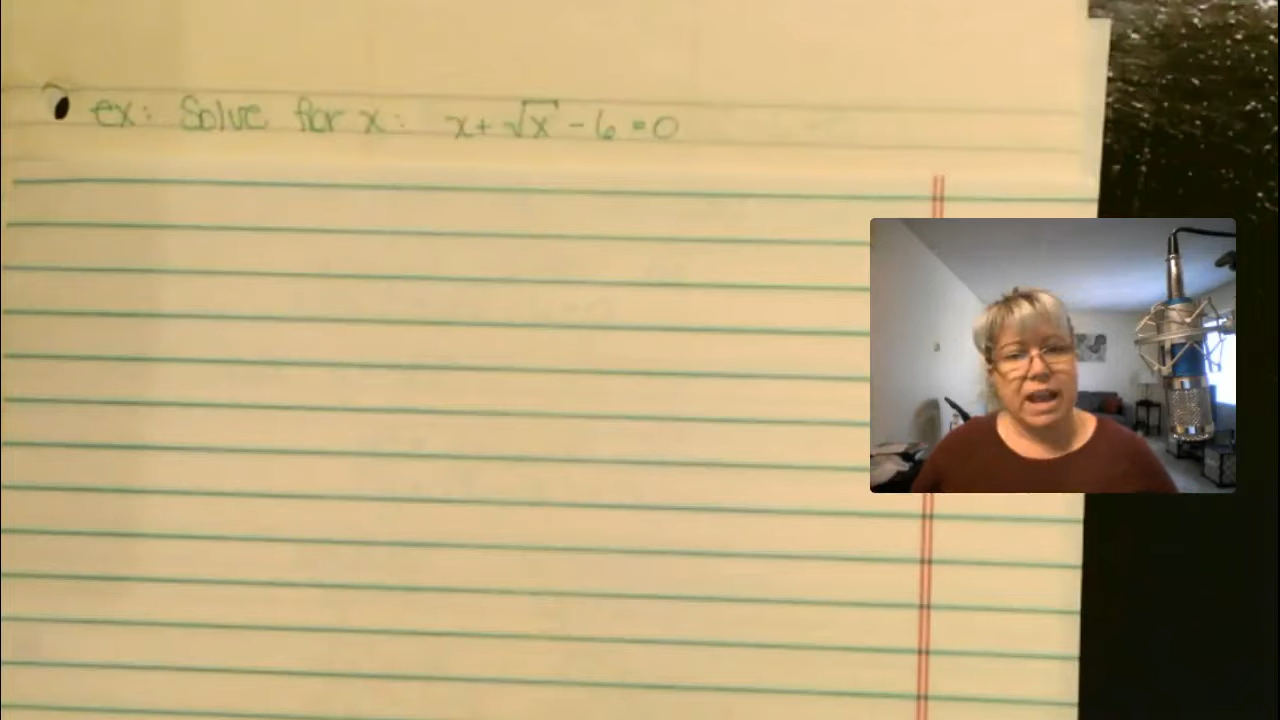 ex: Solve for x: x + √x - 6 = 0